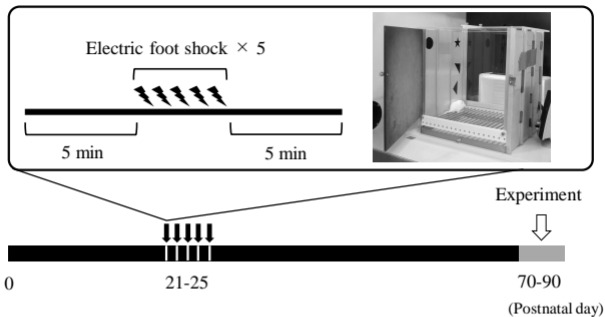 Electric foot shock × 5
5 min
5 min
Experiment
0
21-25
70-90
(Postnatal day)